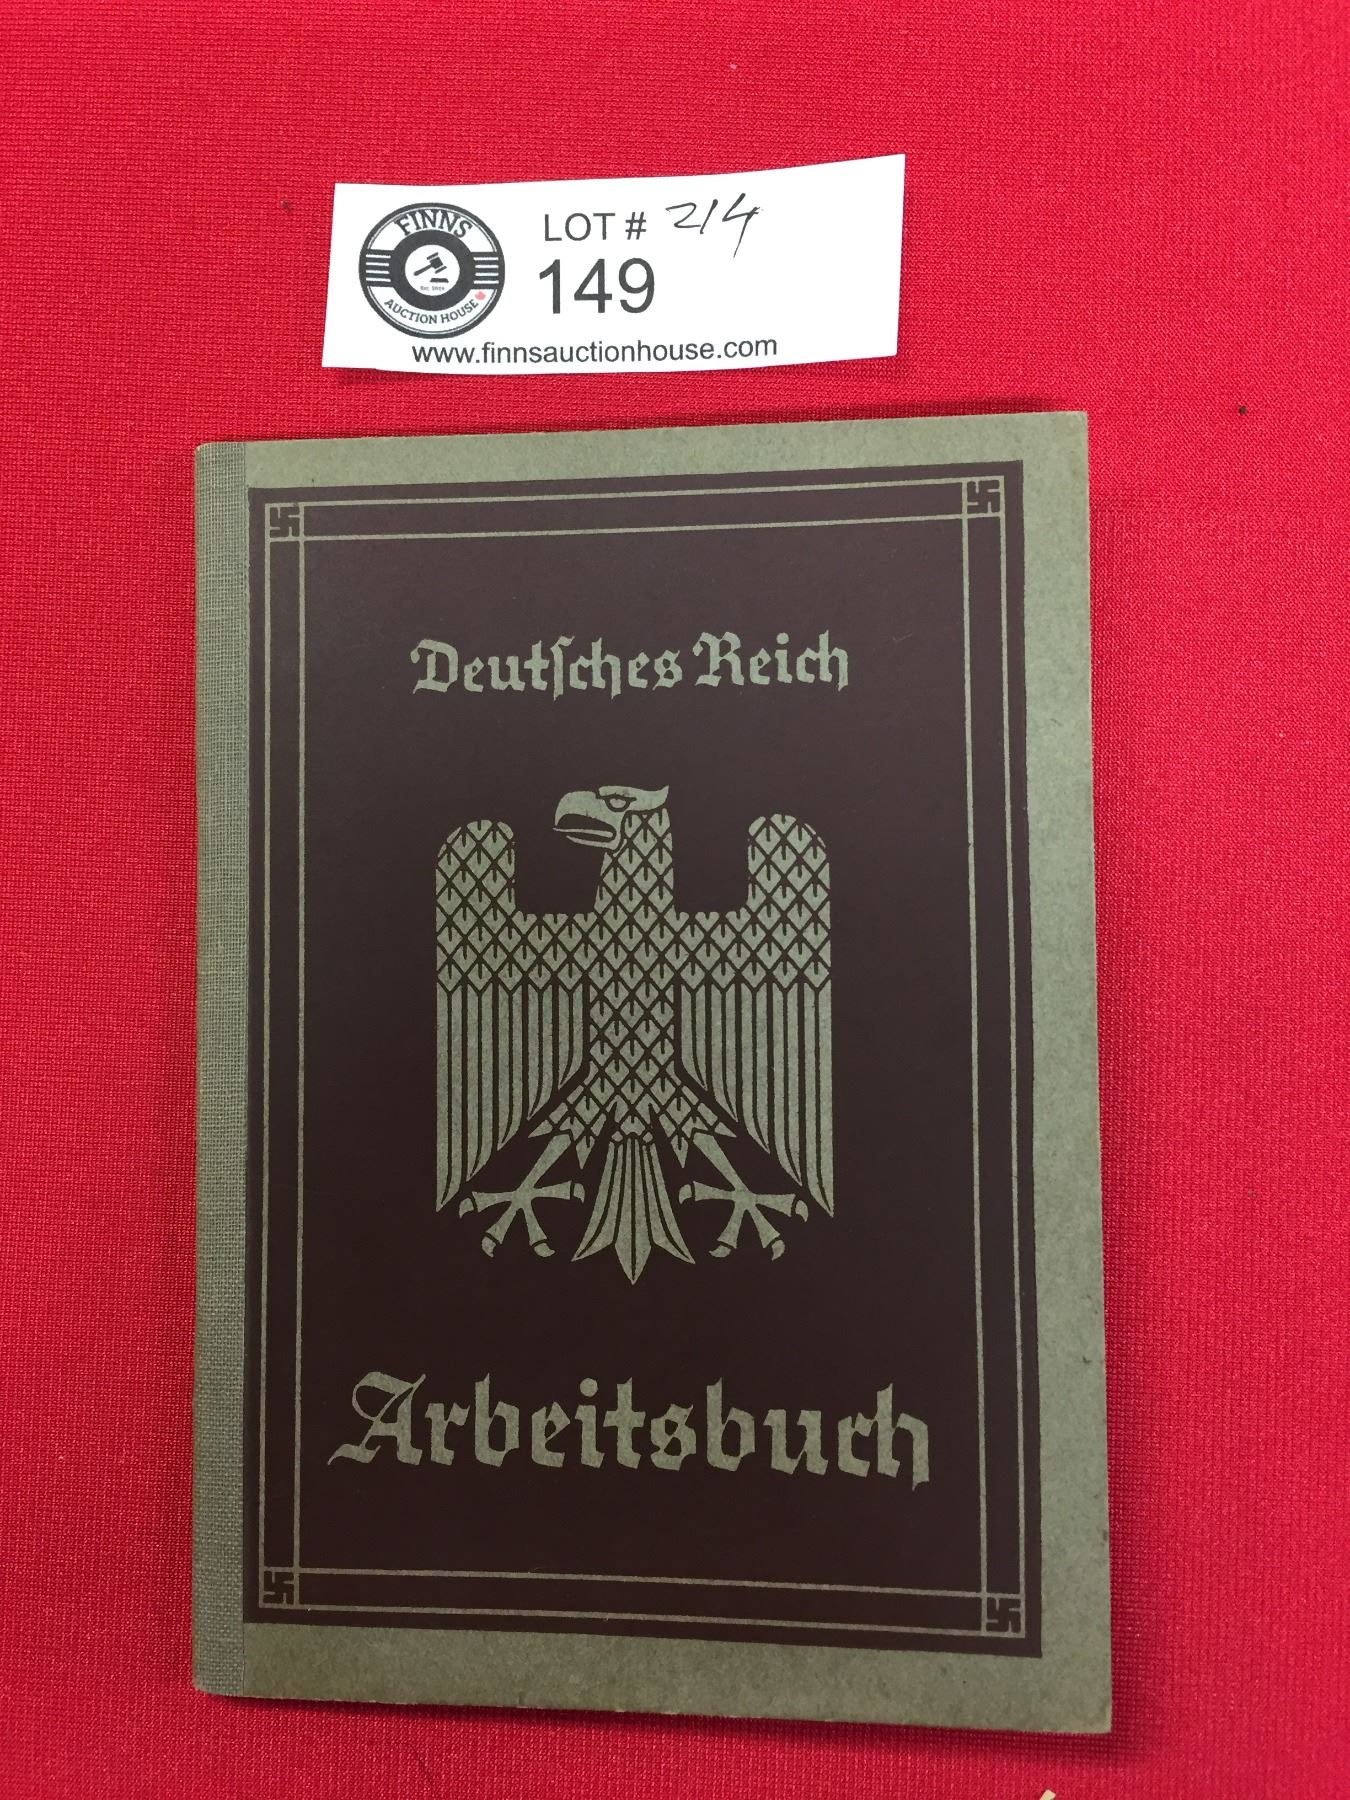 FINNS
AUCTION HOUSE
LOT # 214
149
www.finnsauctionhouse.com
Deutſches Reich
Arbeitsbuch